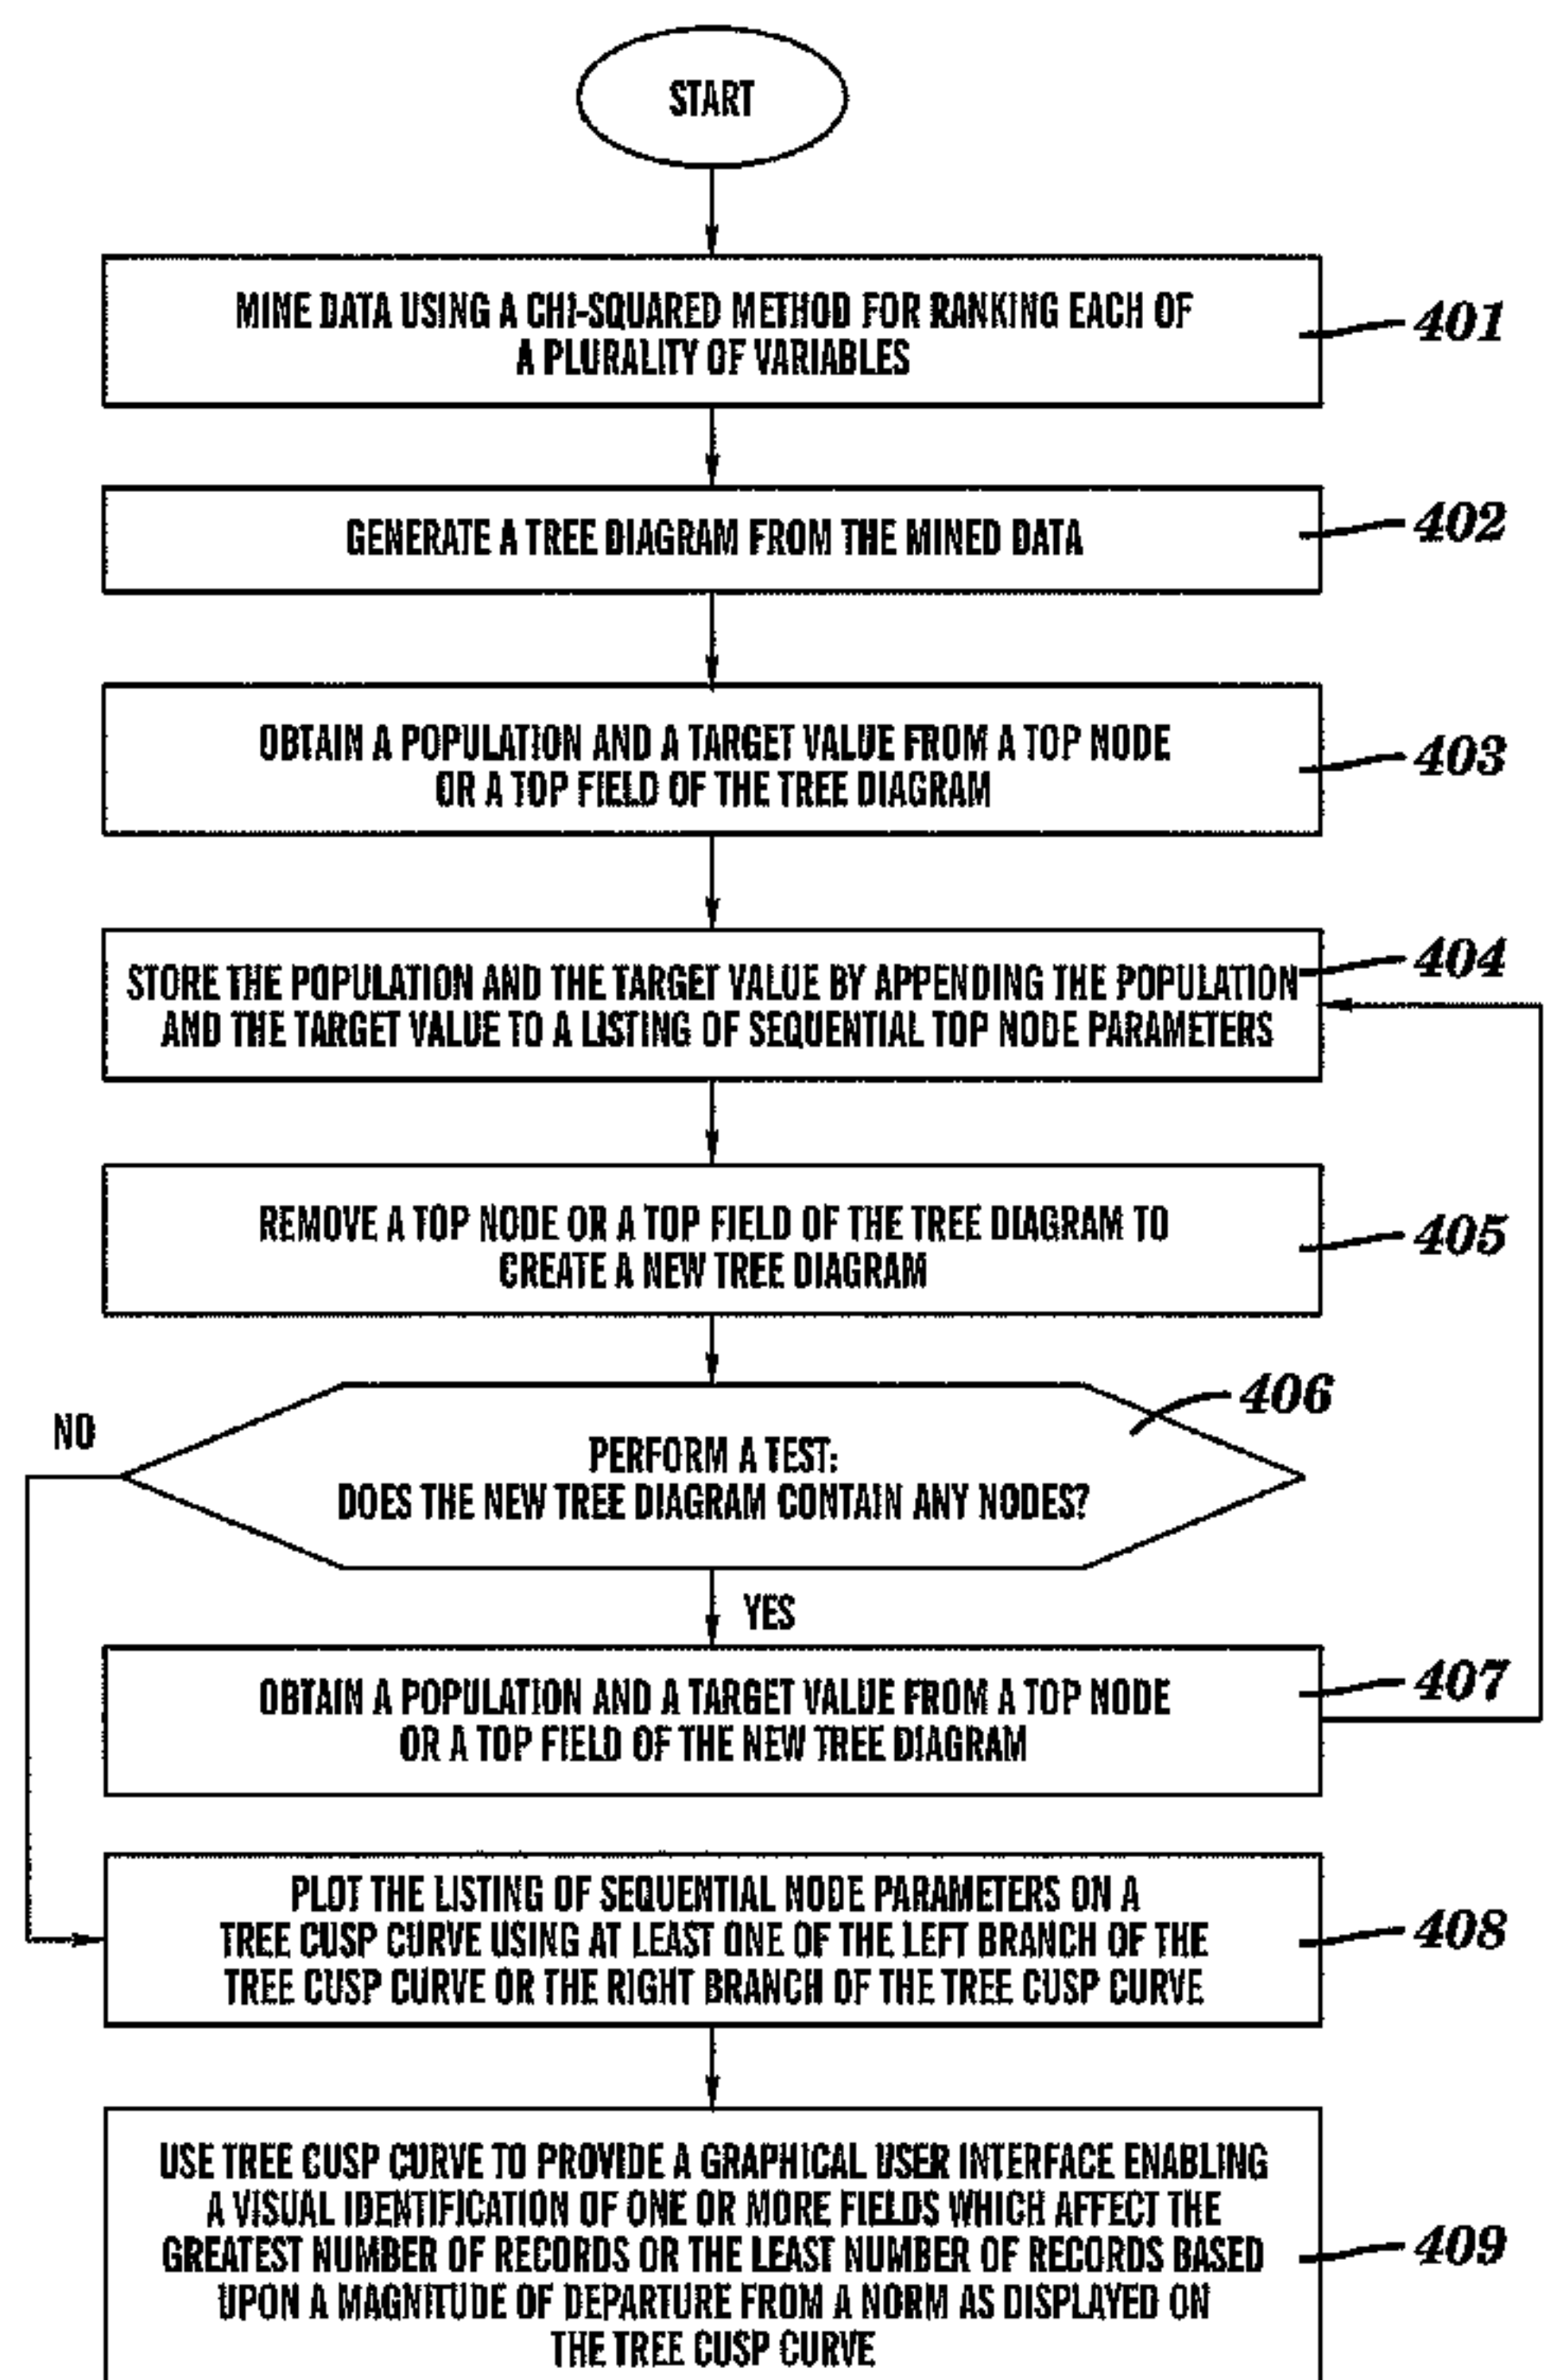 START
MINE DATA USING A CHI-SQUARED METHOD FOR RANKING EACH OF
A PLURALITY OF VARIABLES
401
GENERATE A TREE DIAGRAM FROM THE MINED DATA
402
OBTAIN A POPULATION AND A TARGET VALUE FROM A TOP NODE
OR A TOP FIELD OF THE TREE DIAGRAM
403
STORE THE POPULATION AND THE TARGET VALUE BY APPENDING THE POPULATION
AND THE TARGET VALUE TO A LISTING OF SEQUENTIAL TOP NODE PARAMETERS
404
REMOVE A TOP NODE OR A TOP FIELD OF THE TREE DIAGRAM TO
CREATE A NEW TREE DIAGRAM
405
NO
406
PERFORM A TEST:
DOES THE NEW TREE DIAGRAM CONTAIN ANY NODES?
YES
OBTAIN A POPULATION AND A TARGET VALUE FROM A TOP NODE
OR A TOP FIELD OF THE NEW TREE DIAGRAM
407
PLOT THE LISTING OF SEQUENTIAL NODE PARAMETERS ON A
TREE CUSP CURVE USING AT LEAST ONE OF THE LEFT BRANCH OF THE
TREE CUSP CURVE OR THE RIGHT BRANCH OF THE TREE CUSP CURVE
408
USE TREE CUSP CURVE TO PROVIDE A GRAPHICAL USER INTERFACE ENABLING
A VISUAL IDENTIFICATION OF ONE OR MORE FIELDS WHICH AFFECT THE
GREATEST NUMBER OF RECORDS OR THE LEAST NUMBER OF RECORDS BASED
UPON A MAGNITUDE OF DEPARTURE FROM A NORM AS DISPLAYED ON
THE TREE CUSP CURVE
409